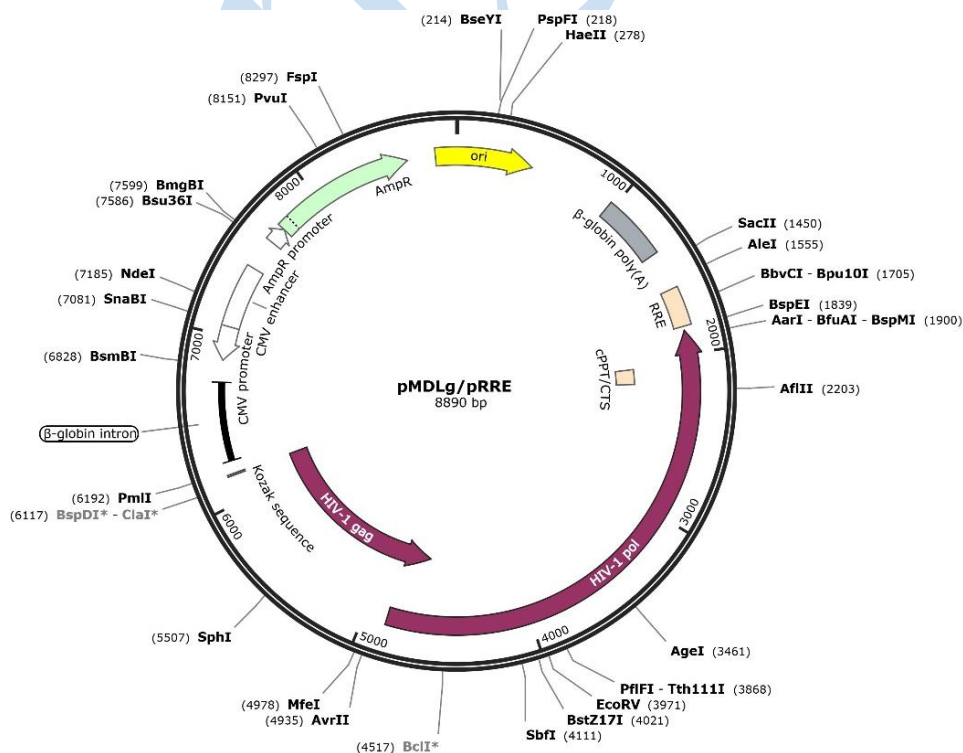 (214) BseYI
PspFI (218)
HaeII (278)
(8297) FspI
(8151) PvuI
ori
AmpR
8000
1000
(7599) BmgBI
(7586) Bsu36I
β-globin poly(A)
SacII (1450)
AleI (1555)
AmpR promoter
BbvCI - Bpu10I (1705)
(7185) NdeI
(7081) SnaBI
CMV enhancer
RRE
BspEI (1839)
AarI - BfuAI - BspMI (1900)
2000
7000
(6828) BsmBI
CMV promoter
cPPT/CTS
pMDLg/pRRE
8890 bp
AflII (2203)
β-globin intron
(6192) PmlI
(6117) BspDI* - ClaI*
Kozak sequence
6000
HIV-1 gag
3000
HIV-1 pol
(5507) SphI
5000
4000
AgeI (3461)
(4978) MfeI
(4935) AvrII
PflFI - Tth111I (3868)
EcoRV (3971)
BstZ17I (4021)
SbfI (4111)
(4517) BclI*